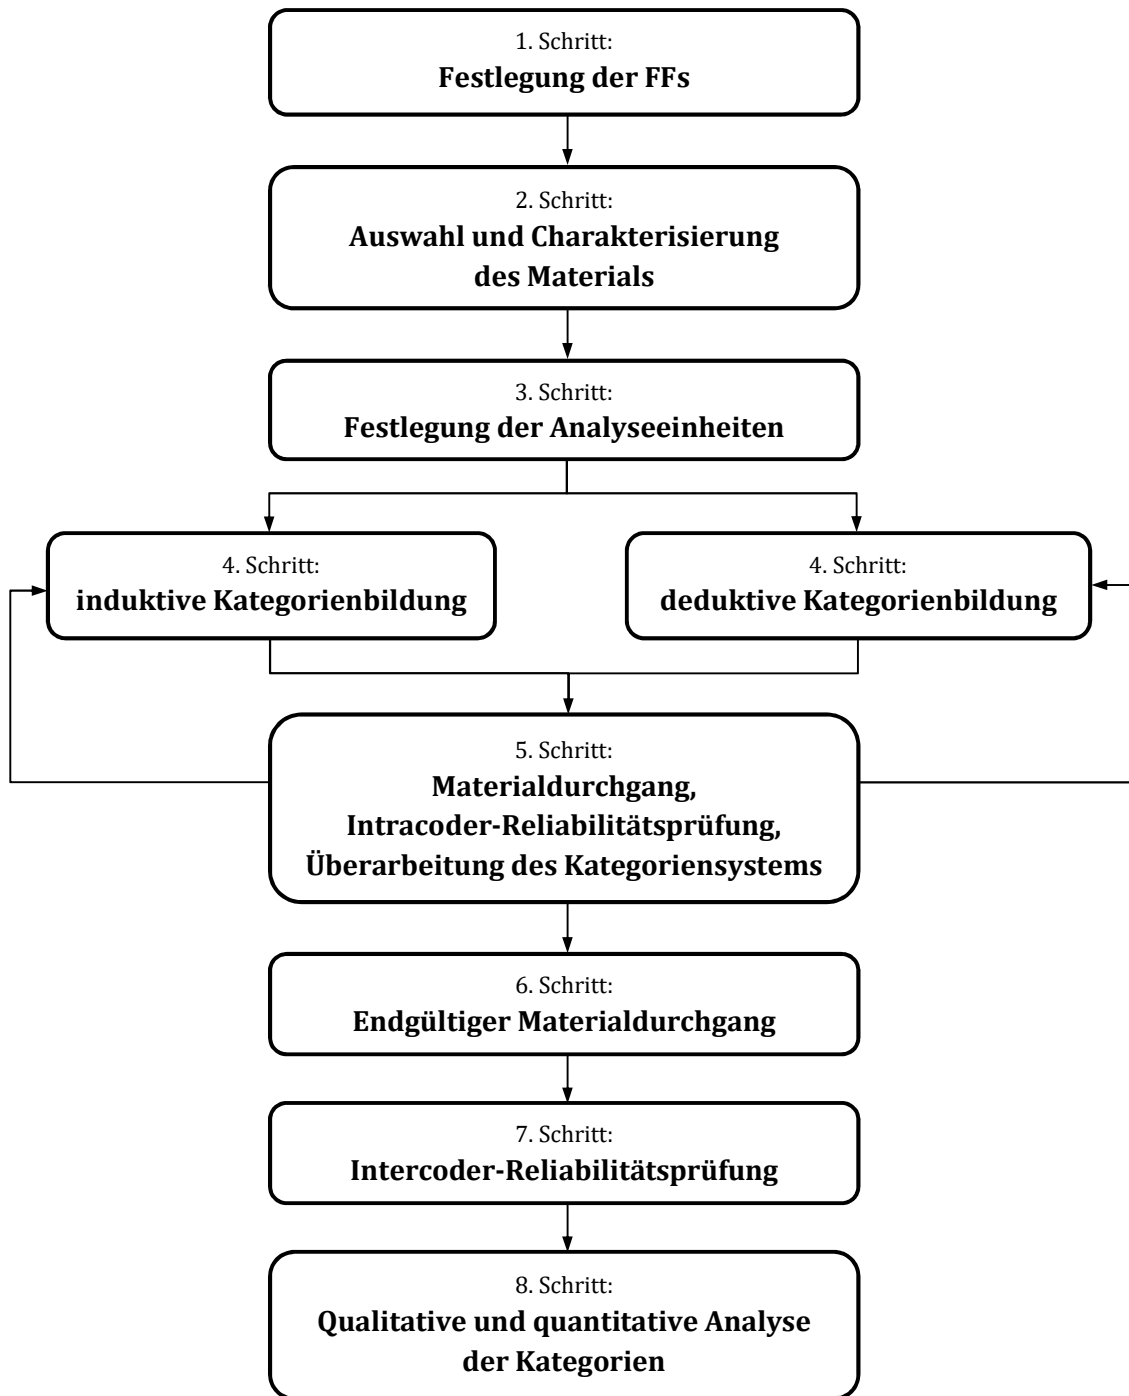 1. Schritt:
Festlegung der FFs
2. Schritt:
Auswahl und Charakterisierung
des Materials
3. Schritt:
Festlegung der Analyseeinheiten
4. Schritt:
induktive Kategorienbildung
4. Schritt:
deduktive Kategorienbildung
5. Schritt:
Materialdurchgang,
Intracoder-Reliabilitätsprüfung,
Überarbeitung des Kategoriensystems
6. Schritt:
Endgültiger Materialdurchgang
7. Schritt:
Intercoder-Reliabilitätsprüfung
8. Schritt:
Qualitative und quantitative Analyse
der Kategorien